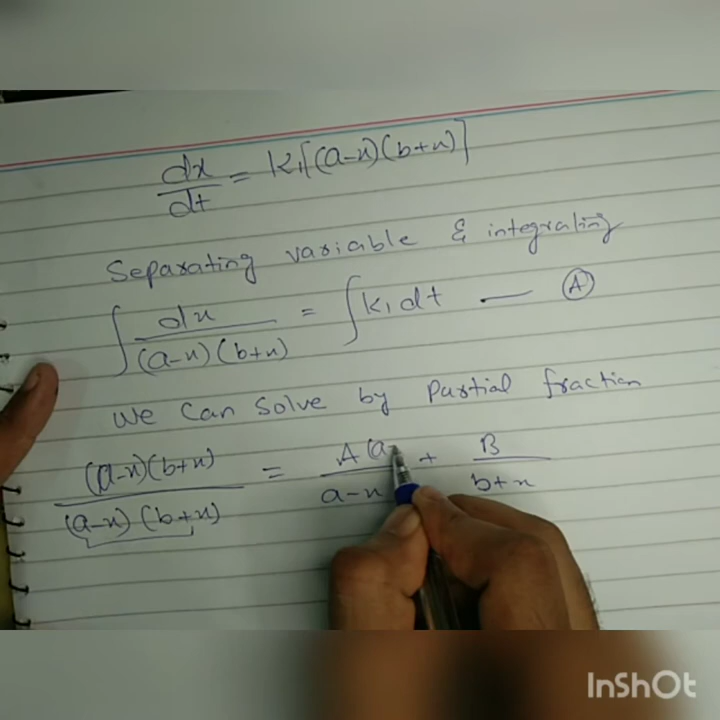 dx/dt = K₁[(a-x)(b+x)]
Separating variable & integrating
∫ dx/((a-x)(b+x)) = ∫ K₁dt — Ⓐ
We can solve by Partial fraction
(a-x)(b+x)/((a-x)(b+x)) = A(a-/(a-x) + B/(b+x)
InShOt